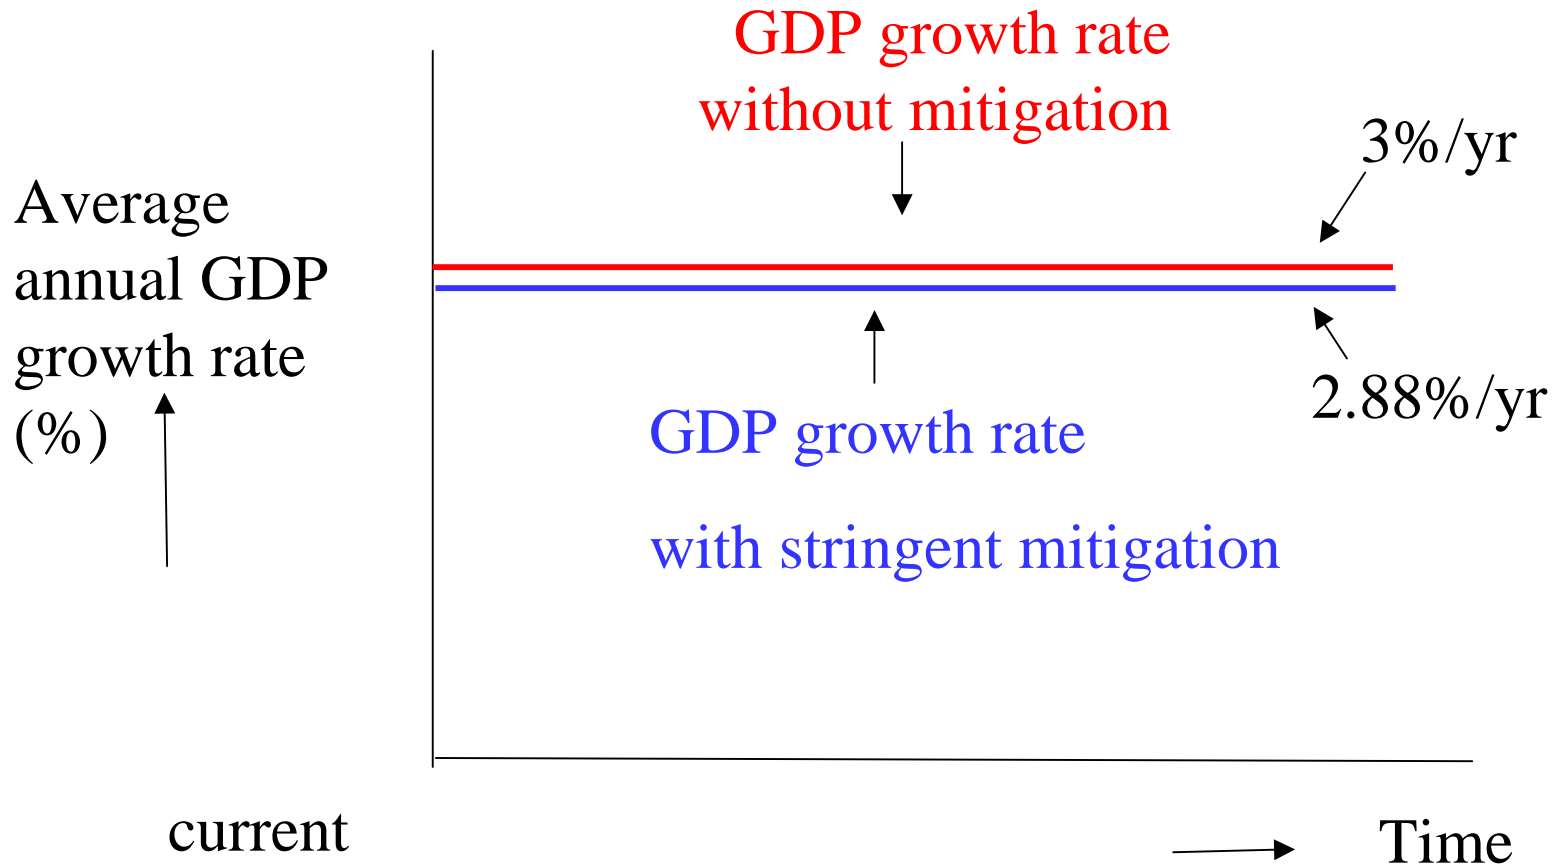 GDP growth rate
without mitigation
3%/yr
Average
annual GDP
growth rate
(%)
2.88%/yr
GDP growth rate
with stringent mitigation
current
Time